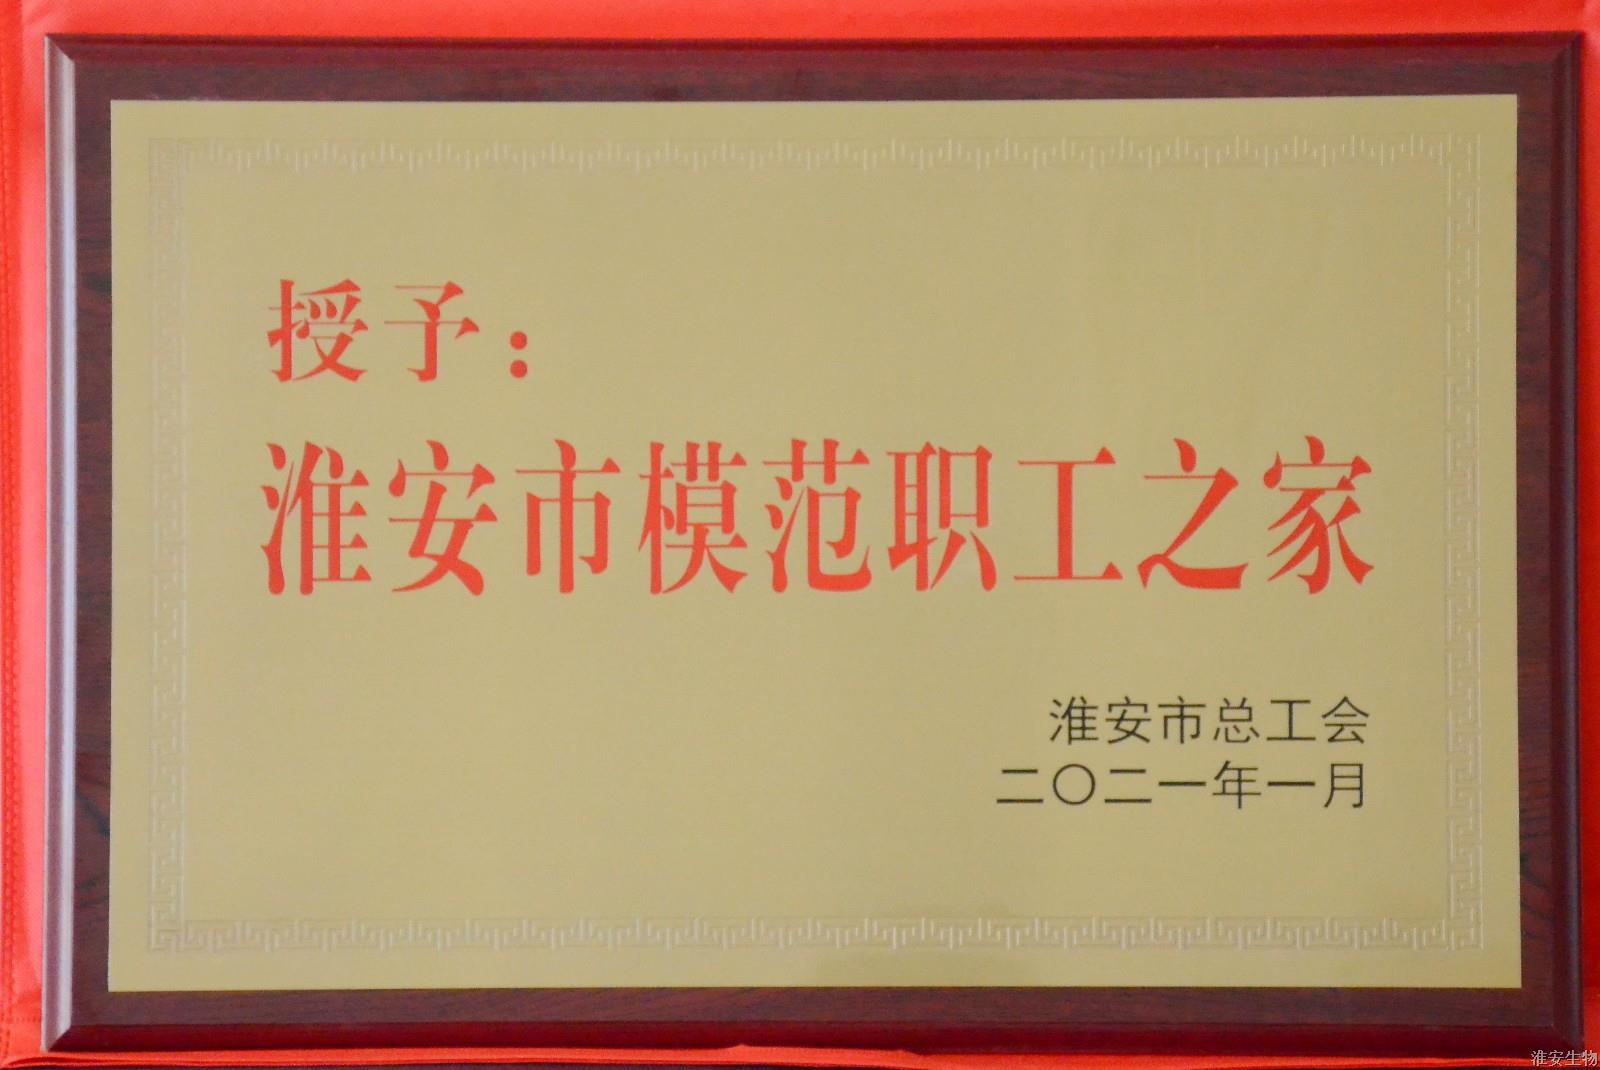 授予：
淮安市模范职工之家
淮安市总工会
二〇二一年一月
淮安生物